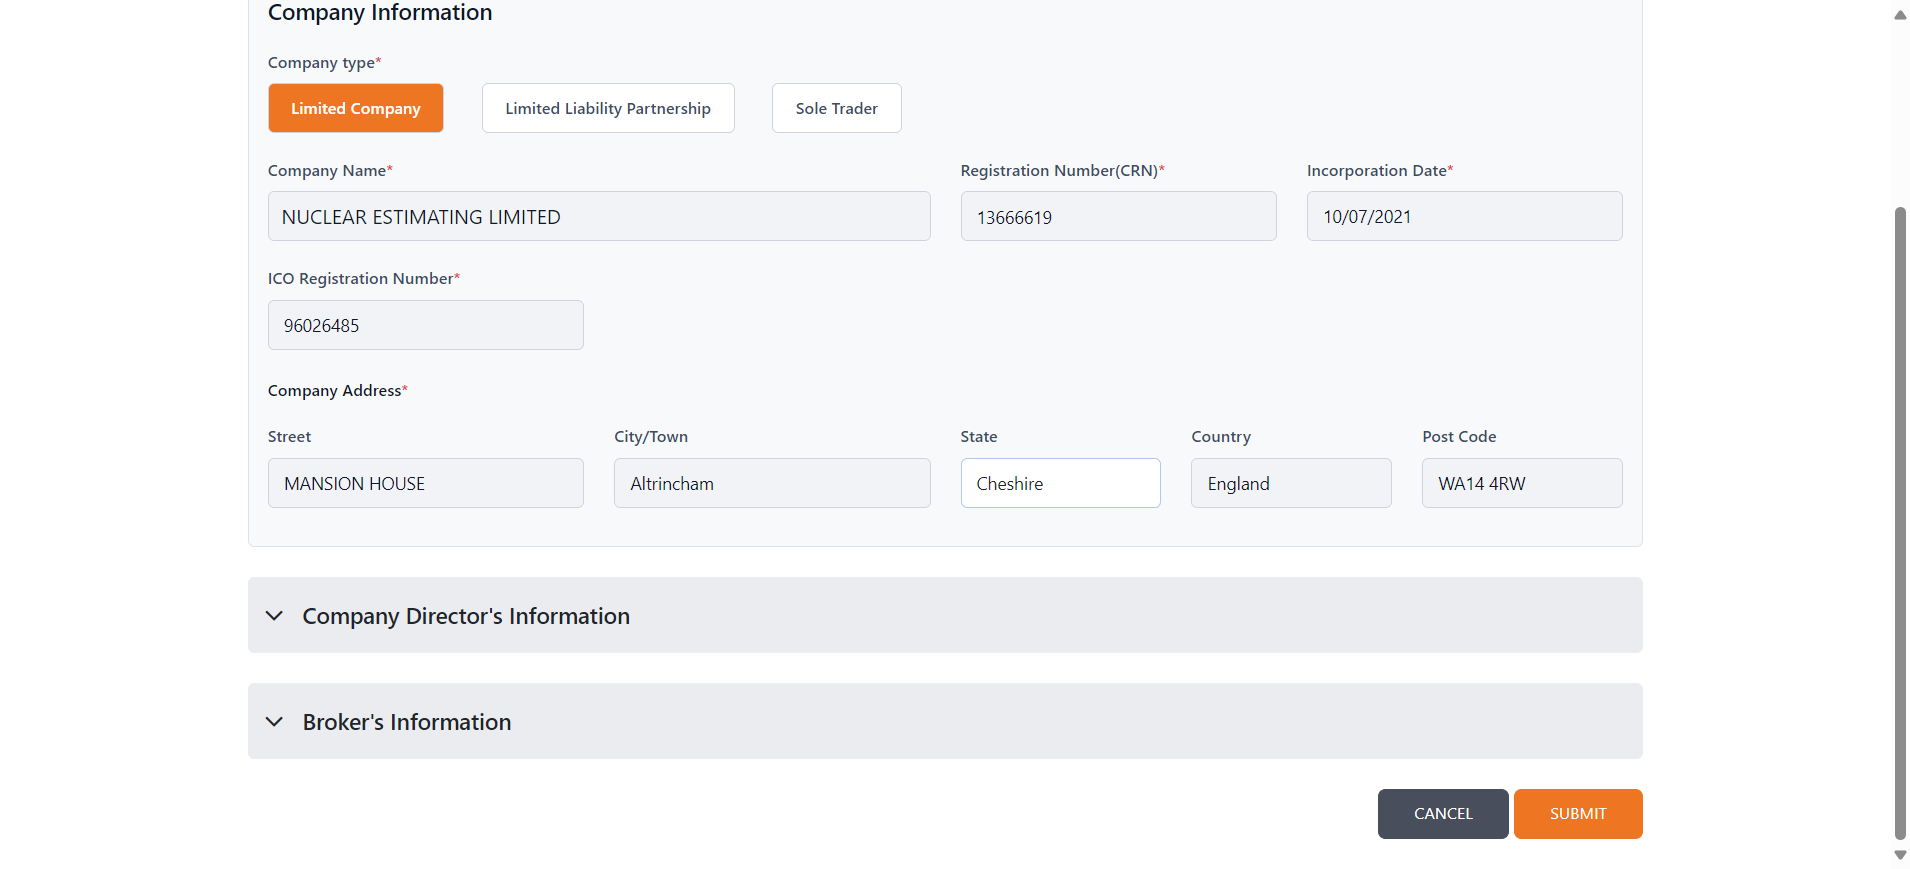 Company Information
Company type*
Limited Company
Limited Liability Partnership
Sole Trader
Company Name*
Registration Number(CRN)*
Incorporation Date*
NUCLEAR ESTIMATING LIMITED
13666619
10/07/2021
ICO Registration Number*
96026485
Company Address*
Street
City/Town
State
Country
Post Code
MANSION HOUSE
Altrincham
Cheshire
England
WA14 4RW
Company Director's Information
Broker's Information
CANCEL
SUBMIT